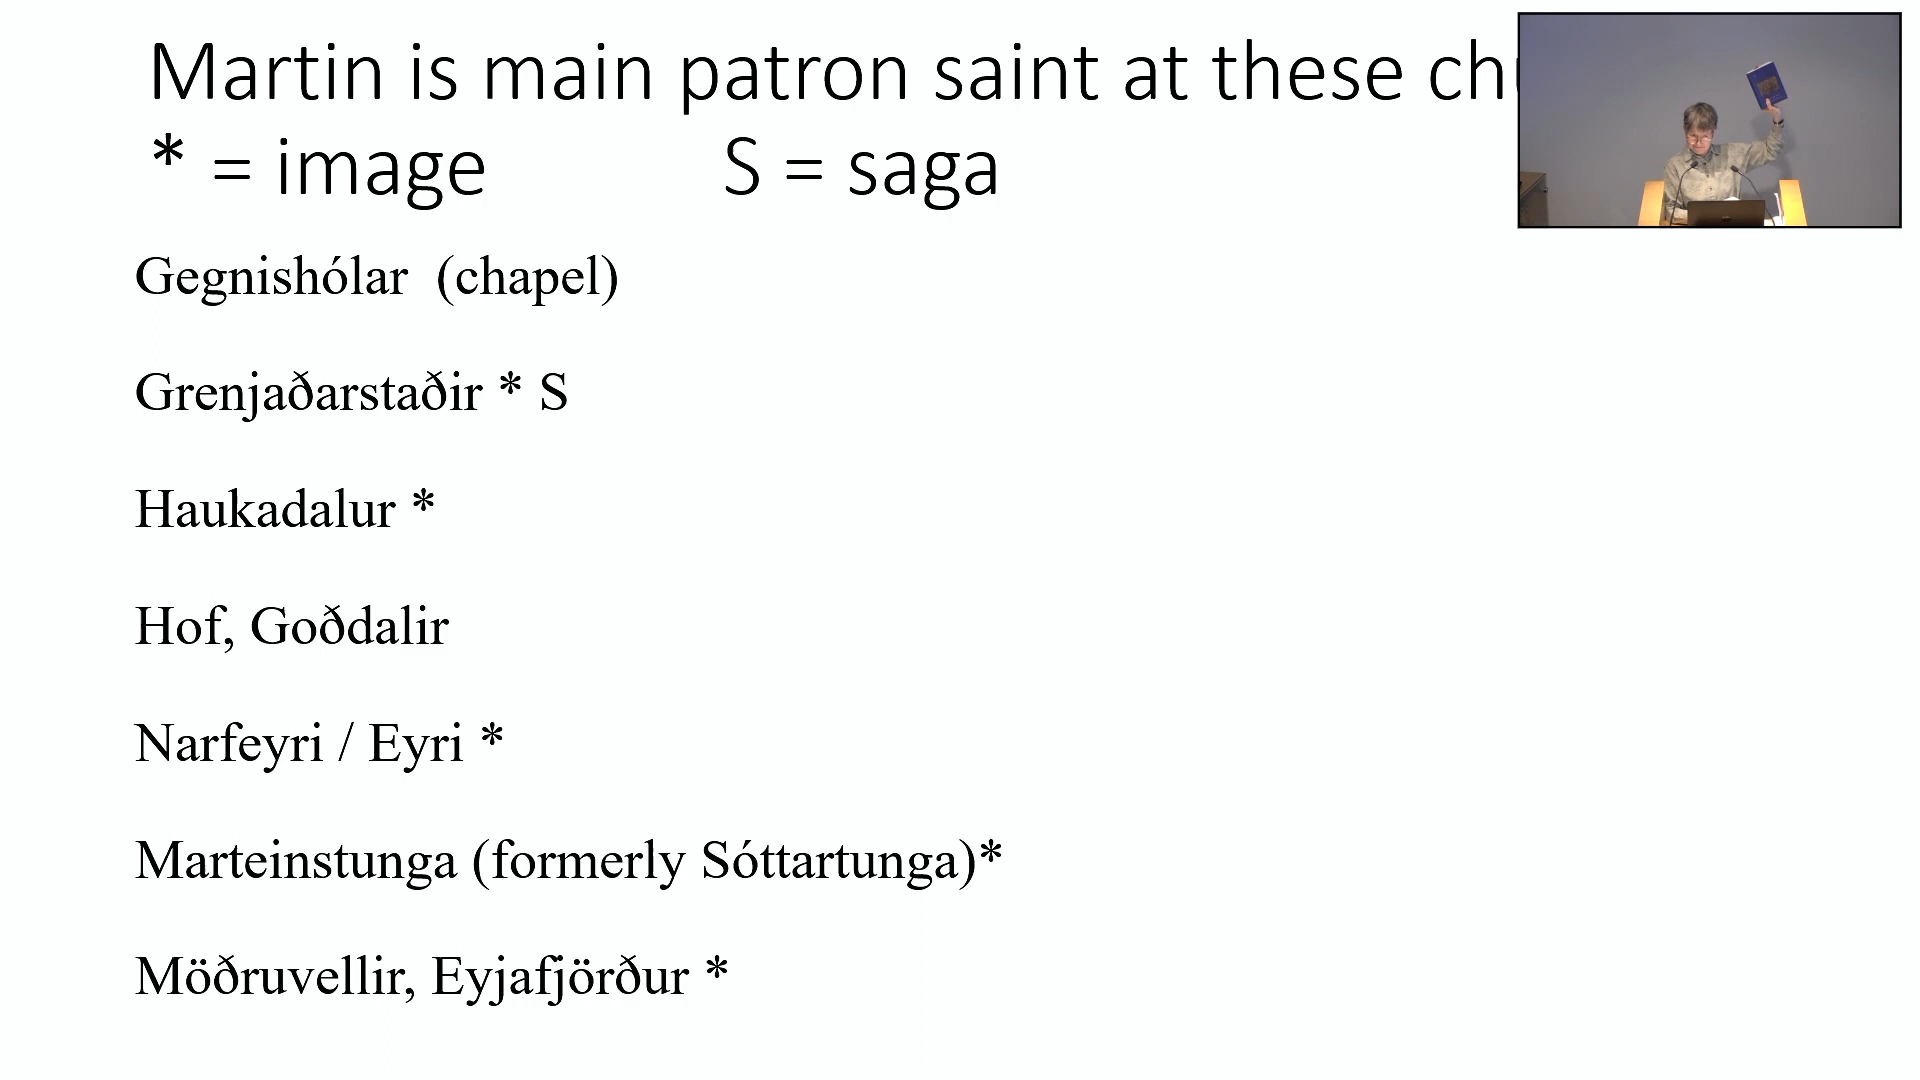 Martin is main patron saint at these
* = image S = saga
Gegnishólar (chapel)
Grenjaðarstaðir * S
Haukadalur *
Hof, Goðdalir
Narfeyri / Eyri *
Marteinstunga (formerly Sóttartunga)*
Möðruvellir, Eyjafjörður *